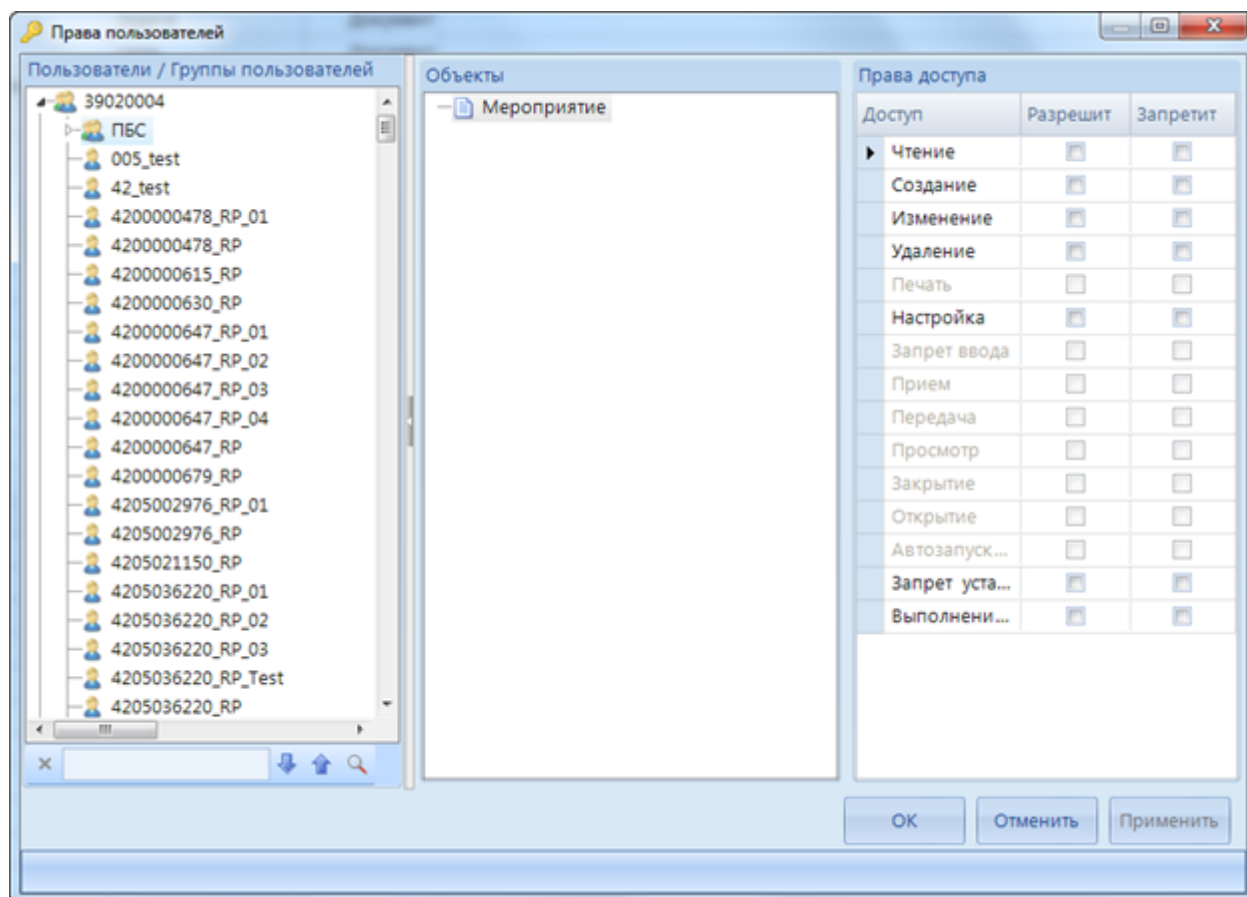 Права пользователей
Пользователи / Группы пользователей
39020004
ПБС
005_test
42_test
4200000478_RP_01
4200000478_RP
4200000615_RP
4200000630_RP
4200000647_RP_01
4200000647_RP_02
4200000647_RP_03
4200000647_RP_04
4200000647_RP
4200000679_RP
4205002976_RP_01
4205002976_RP
4205021150_RP
4205036220_RP_01
4205036220_RP_02
4205036220_RP_03
4205036220_RP_Test
4205036220_RP
Объекты
Мероприятие
Права доступа
Доступ Разрешит Запретит
Чтение
Создание
Изменение
Удаление
Печать
Настройка
Запрет ввода
Прием
Передача
Просмотр
Закрытие
Открытие
Автозапуск...
Запрет уста...
Выполнени...
ОК Отменить Применить